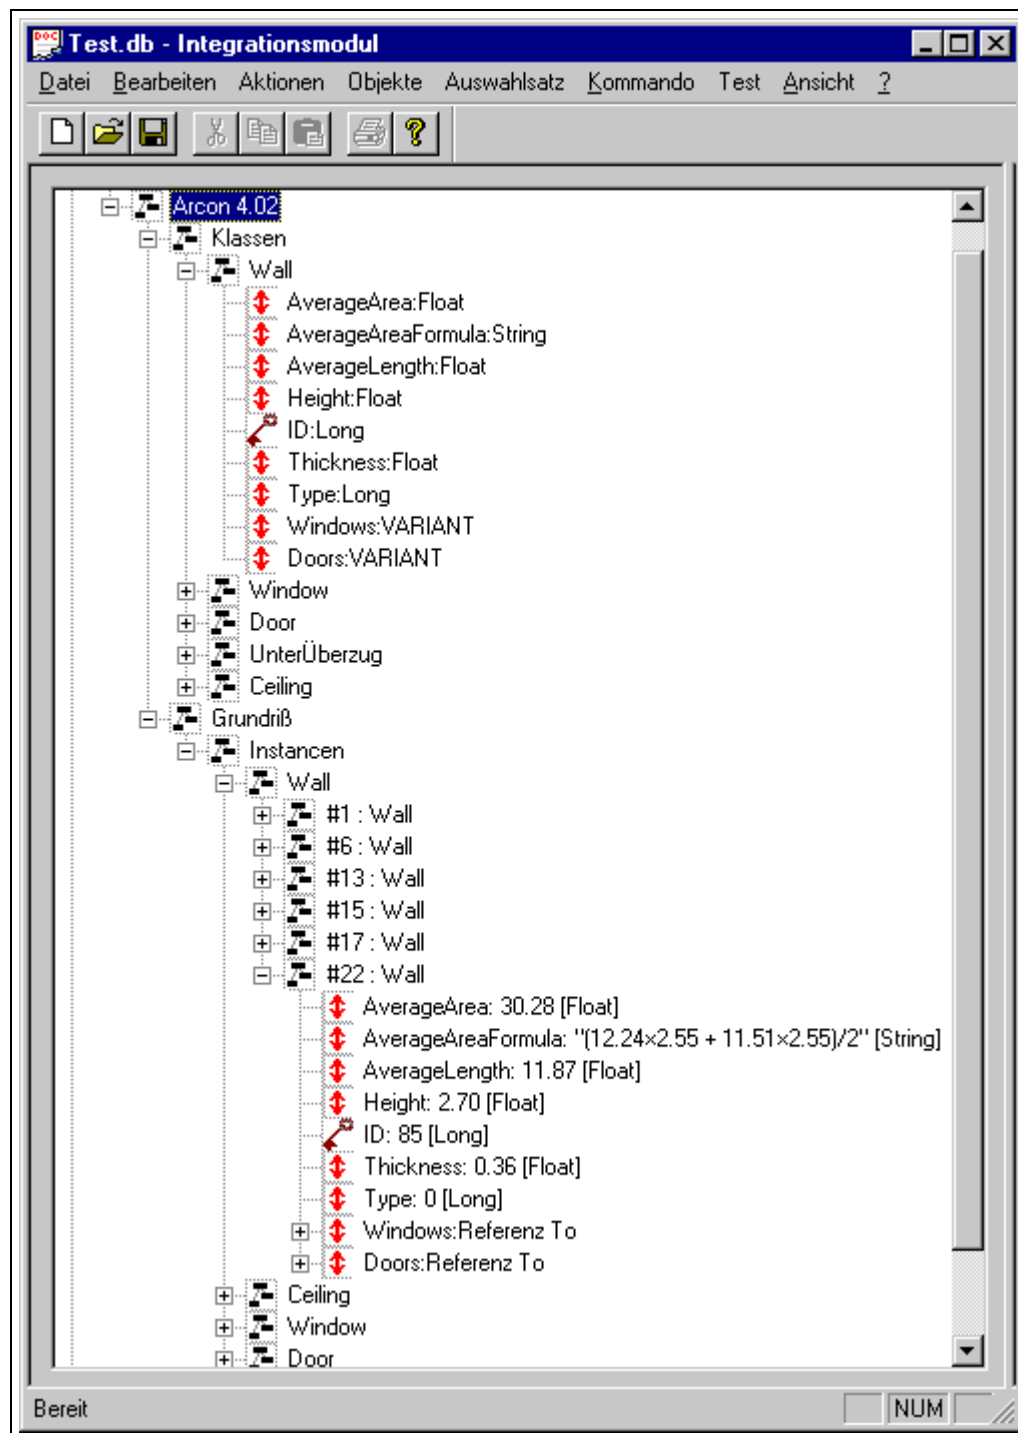 Test.db - Integrationsmodul
Datei Bearbeiten Aktionen Objekte Auswahlsatz Kommando Test Ansicht ?
Arcon 4.02
Klassen
Wall
AverageArea:Float
AverageAreaFormula:String
AverageLength:Float
Height:Float
ID:Long
Thickness:Float
Type:Long
Windows:VARIANT
Doors:VARIANT
Window
Door
UnterÜberzug
Ceiling
Grundriß
Instancen
Wall
#1 : Wall
#6 : Wall
#13 : Wall
#15 : Wall
#17 : Wall
#22 : Wall
AverageArea: 30.28 [Float]
AverageAreaFormula: "(12.24×2.55 + 11.51×2.55)/2" [String]
AverageLength: 11.87 [Float]
Height: 2.70 [Float]
ID: 85 [Long]
Thickness: 0.36 [Float]
Type: 0 [Long]
Windows:Referenz To
Doors:Referenz To
Ceiling
Window
Door
Bereit NUM